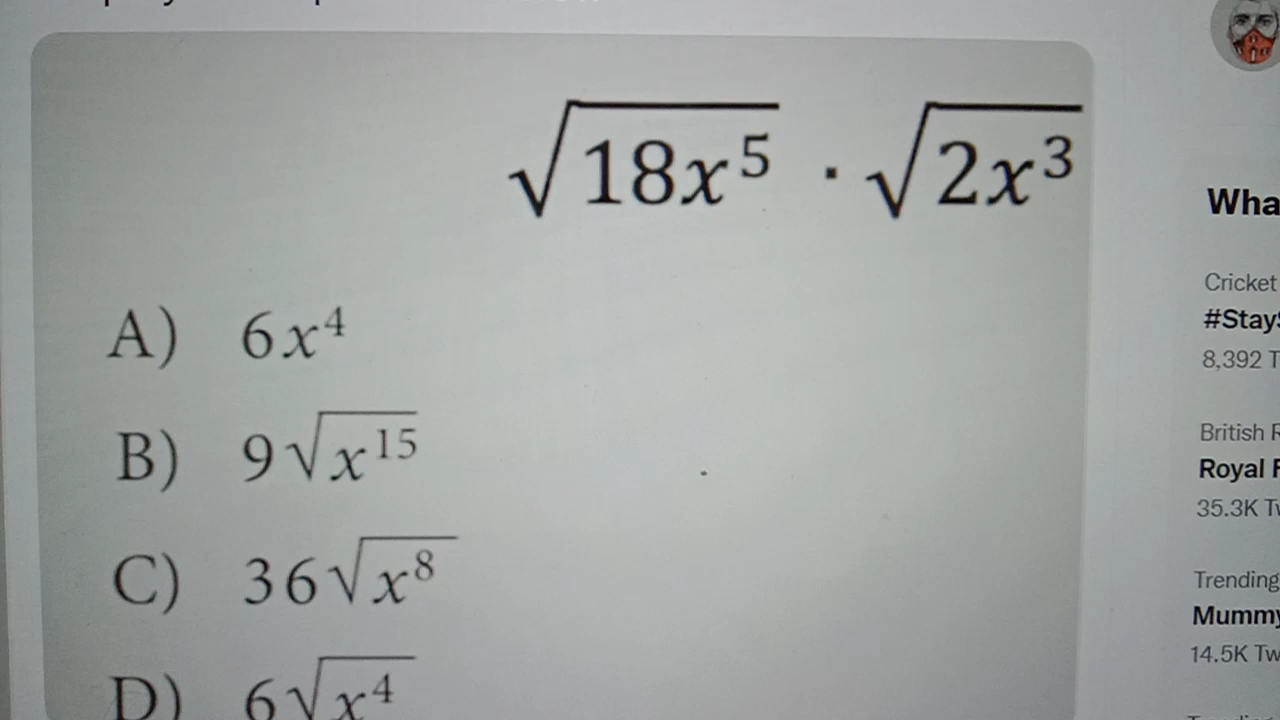 √18x⁵ · √2x³
A) 6x⁴
B) 9√x¹⁵
C) 36√x⁸
D) 6√x⁴
Wha
Cricket
#Stay
8,392 T
British R
Royal F
35.3K Tw
Trending
Mummy
14.5K Tw